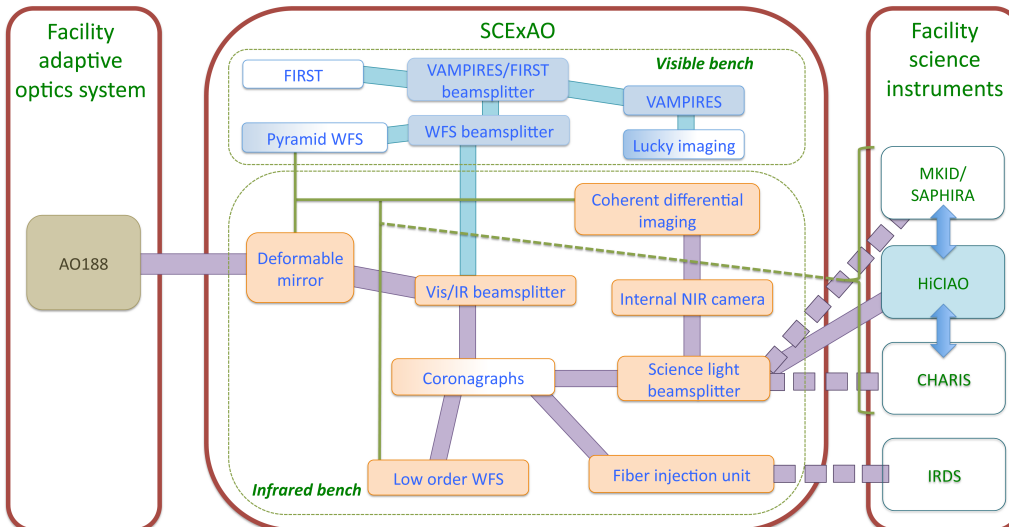 Facility
adaptive
optics system
SCExAO
Facility
science
instruments
Visible bench
FIRST
VAMPIRES/FIRST
beamsplitter
VAMPIRES
Pyramid WFS
WFS beamsplitter
Lucky imaging
MKID/
SAPHIRA
Coherent differential
imaging
AO188
Deformable
mirror
Vis/IR beamsplitter
Internal NIR camera
HiCIAO
Coronagraphs
Science light
beamsplitter
CHARIS
Low order WFS
Fiber injection unit
IRDS
Infrared bench